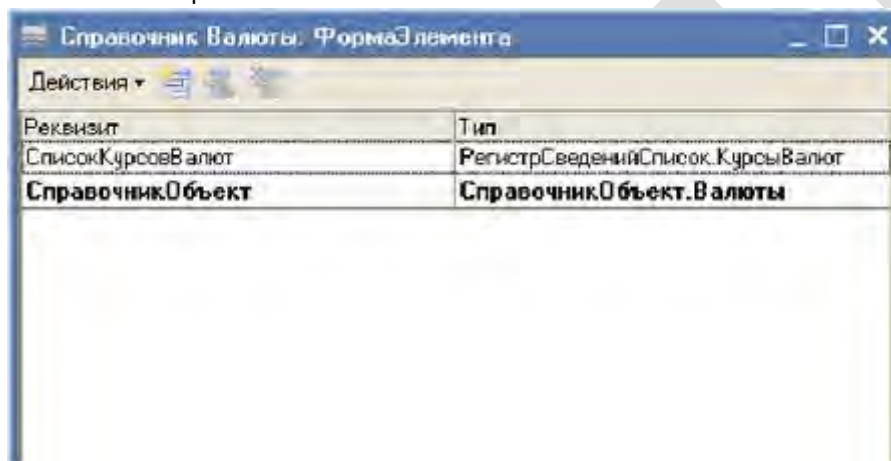 Справочник Валюты: ФормаЭлемента
Действия
Реквизит Тип
СписокКурсовВалют РегистрСведенийСписок.КурсыВалют
СправочникОбъект СправочникОбъект.Валюты